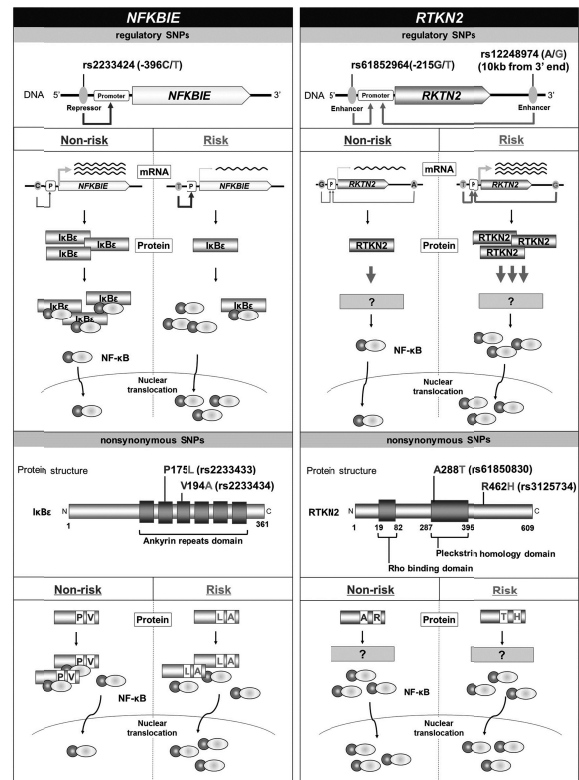 NFKBIE
regulatory SNPs
rs2233424 (-396C/T)
DNA 5' Promoter NFKBIE 3'
Repressor
Non-risk Risk
mRNA
C P NFKBIE T P NFKBIE
IκBε IκBε IκBε Protein IκBε
IκBε IκBε IκBε IκBε
NF-κB
Nuclear
translocation
nonsynonymous SNPs
Protein structure
P175L (rs2233433)
V194A (rs2233434)
IκBε N C
1 361
Ankyrin repeats domain
Non-risk Risk
P V Protein L A
P V L A
P V L A
NF-κB
Nuclear
translocation
RTKN2
regulatory SNPs
rs12248974 (A/G)
rs61852964(-215G/T) (10kb from 3' end)
DNA 5' Promoter RKTN2 3'
Enhancer Enhancer
Non-risk Risk
mRNA
G P RKTN2 A T P RKTN2 G
RTKN2 Protein RTKN2 RTKN2 RTKN2
? ?
NF-κB
Nuclear
translocation
nonsynonymous SNPs
Protein structure
A288T (rs61850830)
R462H (rs3125734)
RTKN2 N C
1 19 82 287 395 609
Pleckstrin homology domain
Rho binding domain
Non-risk Risk
A R Protein T H
? ?
NF-κB
Nuclear
translocation